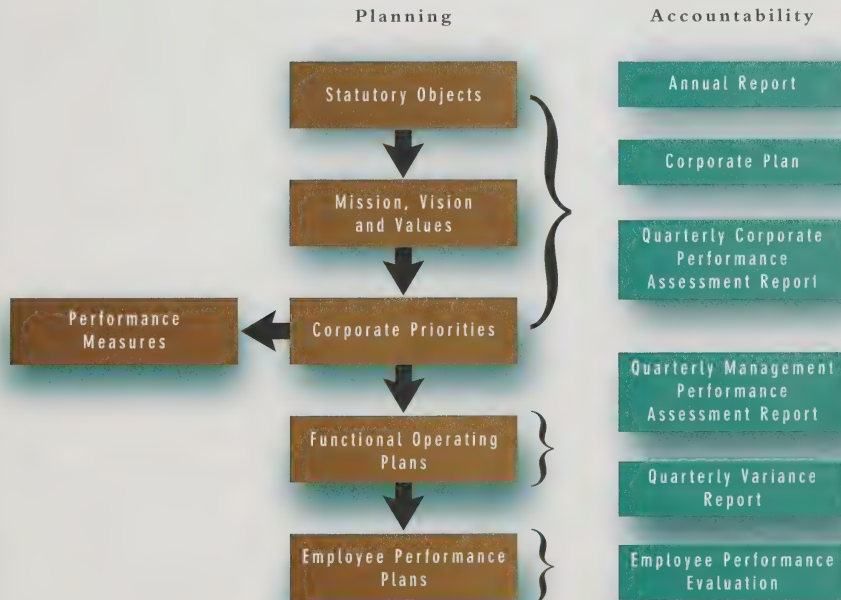 Planning
Accountability
Statutory Objects
Mission, Vision
and Values
Corporate Priorities
Performance
Measures
Functional Operating
Plans
Employee Performance
Plans
Annual Report
Corporate Plan
Quarterly Corporate
Performance
Assessment Report
Quarterly Management
Performance
Assessment Report
Quarterly Variance
Report
Employee Performance
Evaluation